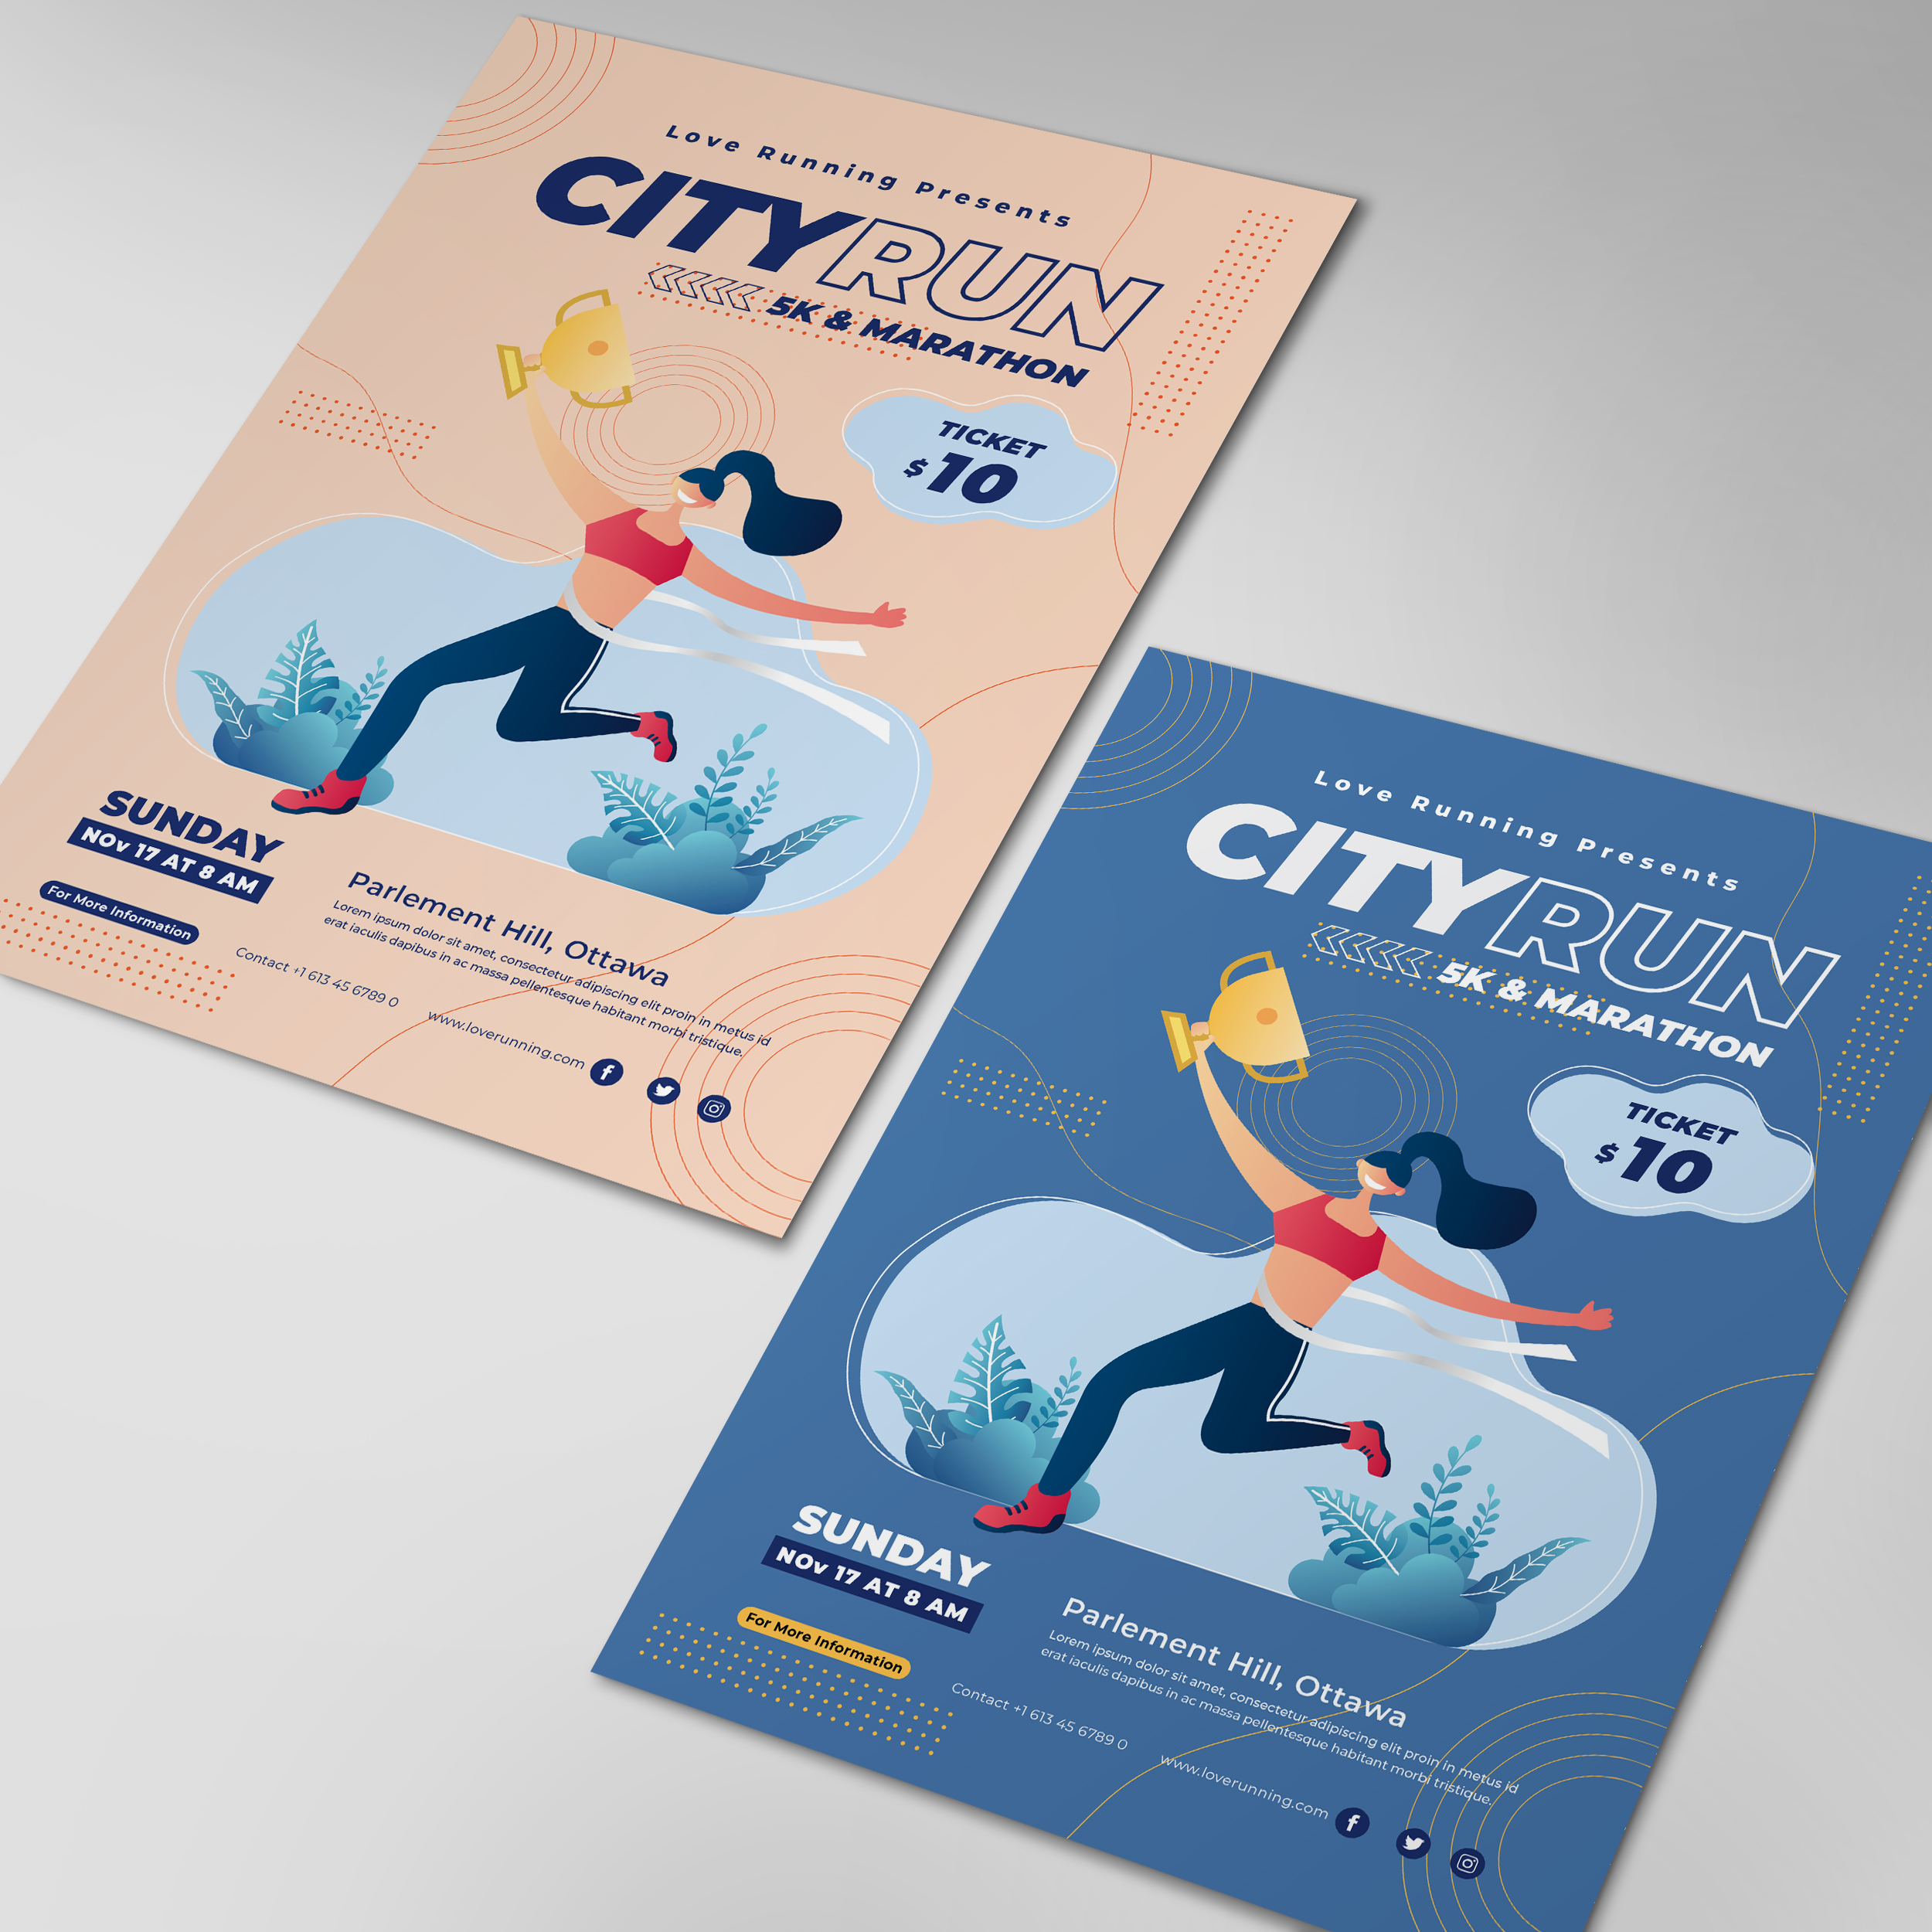 Love Running Presents
CITYRUN
5K & MARATHON
TICKET
$10
SUNDAY
NOv 17 AT 8 AM
For More Information
Contact +1 613 45 6789 0
Parlement Hill, Ottawa
Lorem ipsum dolor sit amet, consectetur adipiscing elit proin in metus id
erat iaculis dapibus in ac massa pellentesque habitant morbi tristique.
www.loverunning.com
Love Running Presents
CITYRUN
5K & MARATHON
TICKET
$10
SUNDAY
NOv 17 AT 8 AM
For More Information
Contact +1 613 45 6789 0
Parlement Hill, Ottawa
Lorem ipsum dolor sit amet, consectetur adipiscing elit proin in metus id
erat iaculis dapibus in ac massa pellentesque habitant morbi tristique.
www.loverunning.com